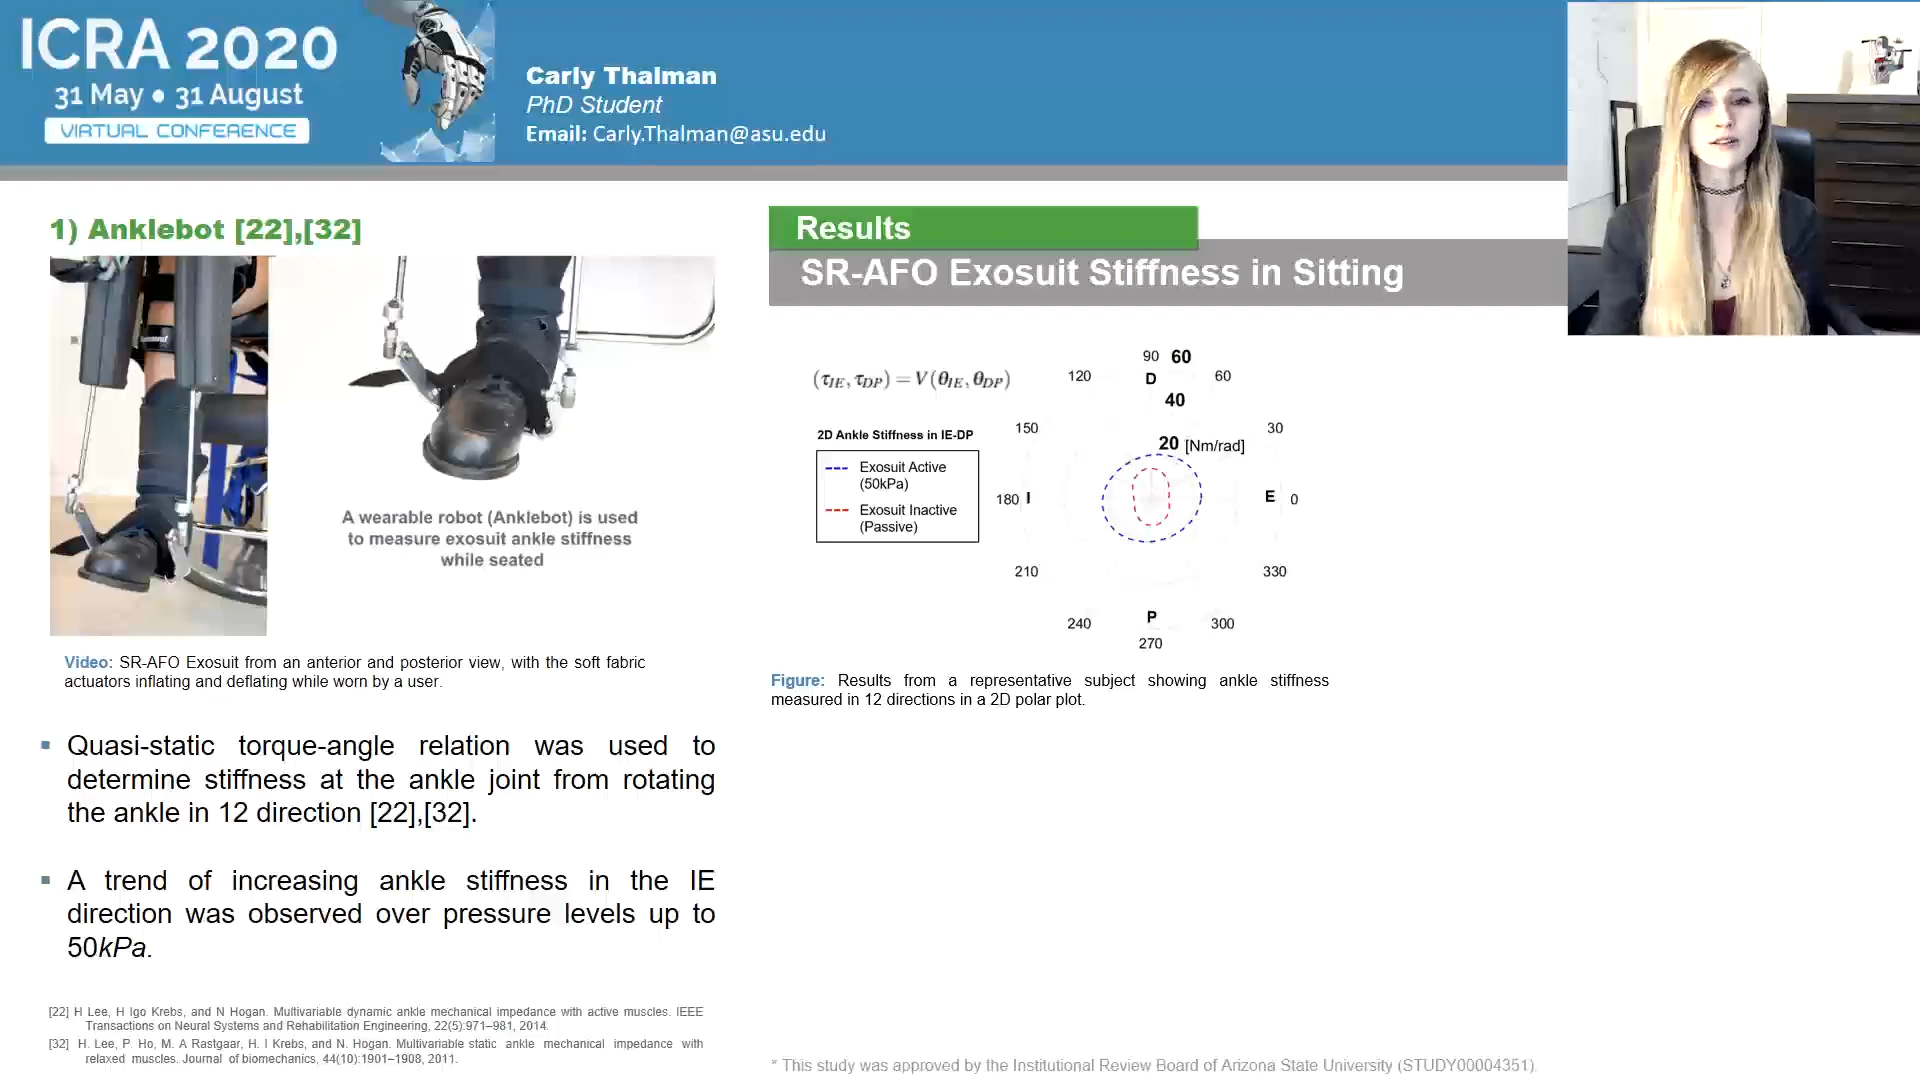 ICRA 2020
31 May • 31 August
VIRTUAL CONFERENCE
Carly Thalman
PhD Student
Email: Carly.Thalman@asu.edu
1) Anklebot [22],[32]
A wearable robot (Anklebot) is used
to measure exosuit ankle stiffness
while seated
Video: SR-AFO Exosuit from an anterior and posterior view, with the soft fabric
actuators inflating and deflating while worn by a user.
▪ Quasi-static torque-angle relation was used to
determine stiffness at the ankle joint from rotating
the ankle in 12 direction [22],[32].
▪ A trend of increasing ankle stiffness in the IE
direction was observed over pressure levels up to
50kPa.
[22] H Lee, H Igo Krebs, and N Hogan. Multivariable dynamic ankle mechanical impedance with active muscles. IEEE
Transactions on Neural Systems and Rehabilitation Engineering, 22(5):971–981, 2014.
[32] H. Lee, P. Ho, M. A Rastgaar, H. I Krebs, and N. Hogan. Multivariable static ankle mechanical impedance with
relaxed muscles. Journal of biomechanics, 44(10):1901–1908, 2011.
Results
SR-AFO Exosuit Stiffness in Sitting
(τIE, τDP) = V(θIE, θDP)
2D Ankle Stiffness in IE-DP
Exosuit Active
(50kPa)
Exosuit Inactive
(Passive)
90 60
120 D 60
40
150 30
20 [Nm/rad]
180 I E 0
210 330
240 P 300
270
Figure: Results from a representative subject showing ankle stiffness
measured in 12 directions in a 2D polar plot.
* This study was approved by the Institutional Review Board of Arizona State University (STUDY00004351).